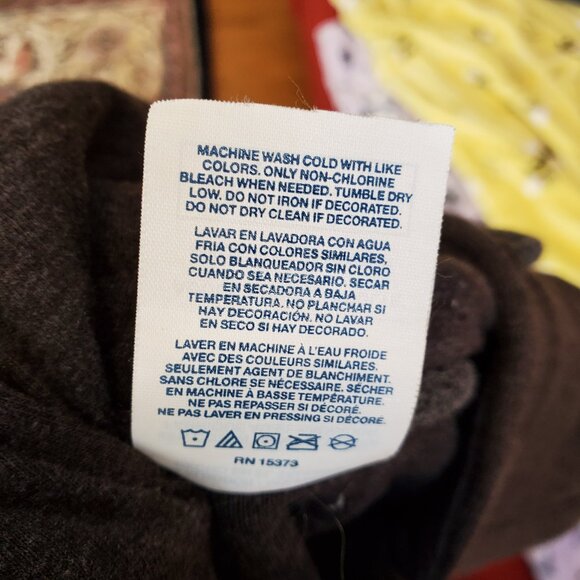 MACHINE WASH COLD WITH LIKE
COLORS. ONLY NON-CHLORINE
BLEACH WHEN NEEDED. TUMBLE DRY
LOW. DO NOT IRON IF DECORATED.
DO NOT DRY CLEAN IF DECORATED.
LAVAR EN LAVADORA CON AGUA
FRIA CON COLORES SIMILARES,
SOLO BLANQUEADOR SIN CLORO
CUANDO SEA NECESARIO. SECAR
EN SECADORA A BAJA
TEMPERATURA. NO PLANCHAR SI
HAY DECORACIÓN. NO LAVAR
EN SECO SI HAY DECORADO.
LAVER EN MACHINE À L'EAU FROIDE
AVEC DES COULEURS SIMILARES.
SEULEMENT AGENT DE BLANCHIMENT.
SANS CHLORE SE NÉCESSAIRE. SÉCHER
EN MACHINE À BASSE TEMPÉRATURE.
NE PAS REPASSER SI DÉCORÉ.
NE PAS LAVER EN PRESSING SI DÉCORÉ.
RN 15373